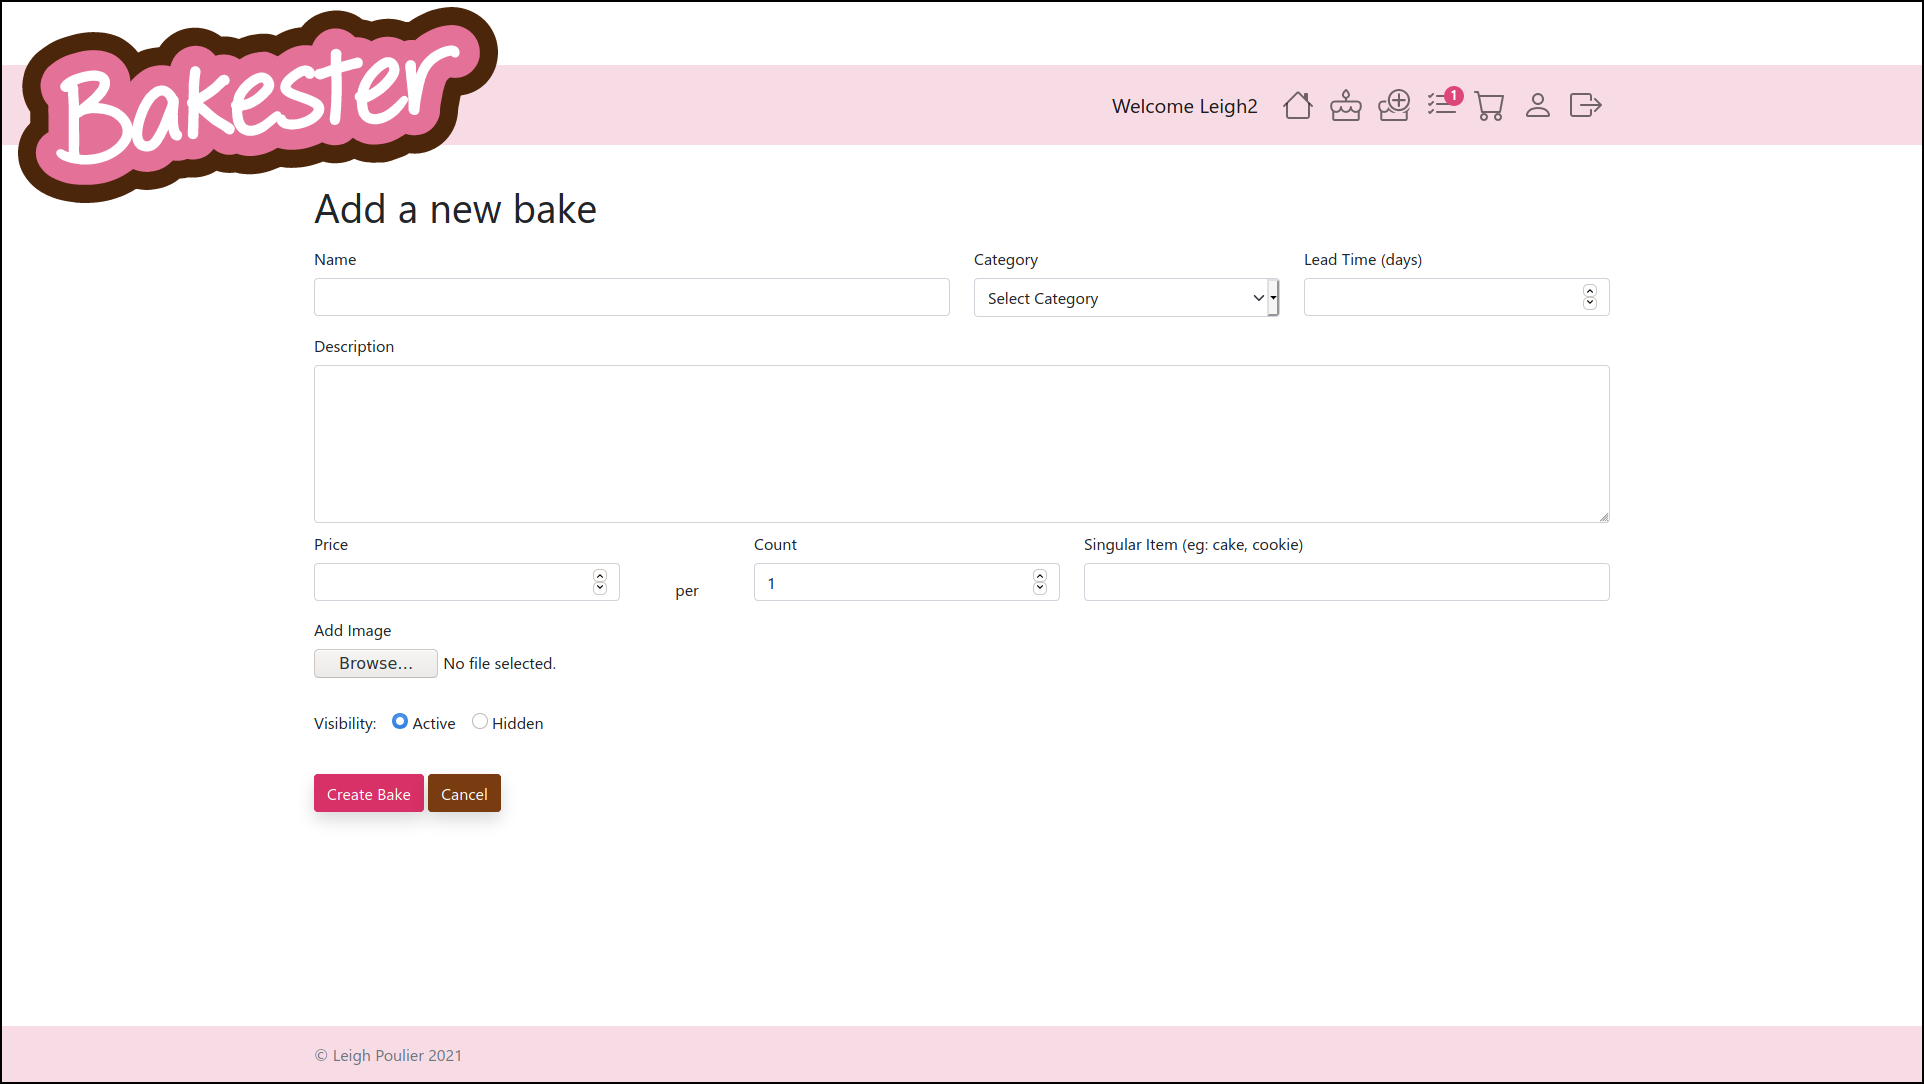 Bakester
Welcome Leigh2
1
Add a new bake
Name
Category
Lead Time (days)
Select Category
Description
Price
Count
Singular Item (eg: cake, cookie)
per
1
Add Image
Browse...
No file selected.
Visibility:
Active
Hidden
Create Bake
Cancel
© Leigh Poulier 2021